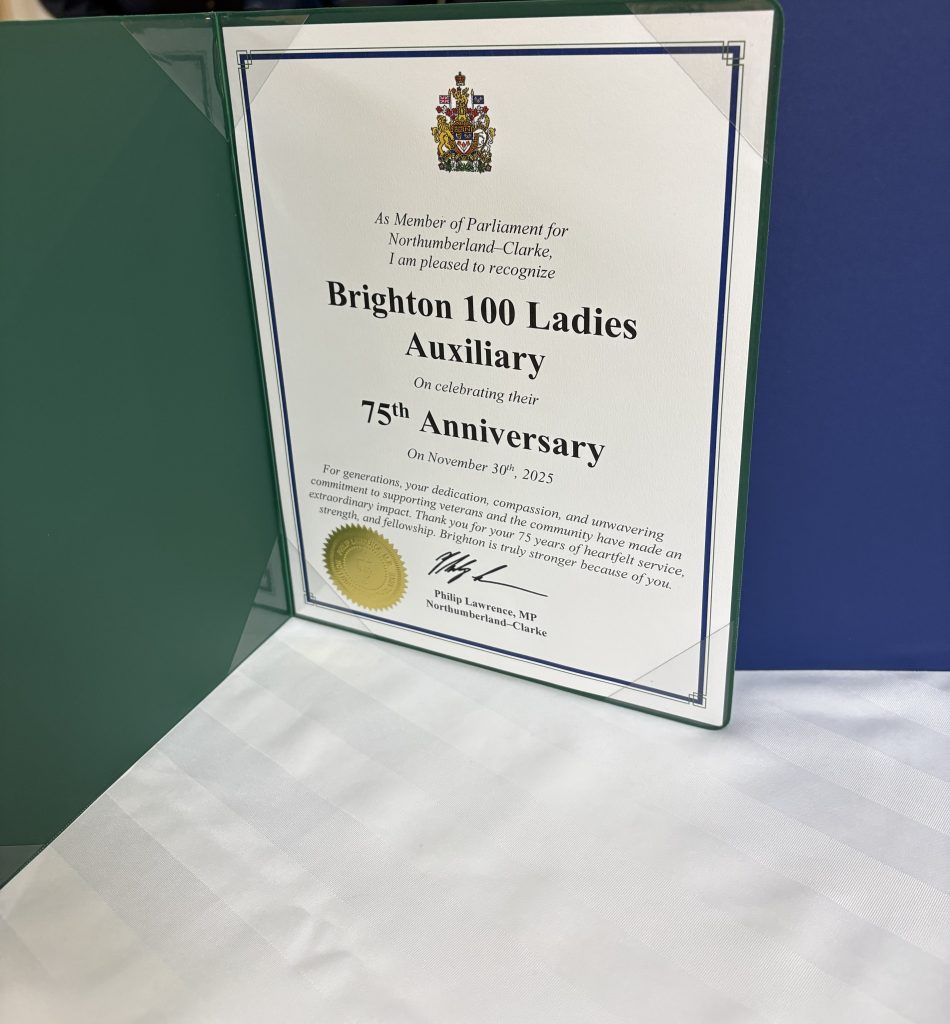 As Member of Parliament for
Northumberland–Clarke,
I am pleased to recognize
Brighton 100 Ladies
Auxiliary
On celebrating their
75th Anniversary
On November 30th, 2025
For generations, your dedication, compassion, and unwavering
commitment to supporting veterans and the community have made an
extraordinary impact. Thank you for your 75 years of heartfelt service,
strength, and fellowship. Brighton is truly stronger because of you.
Philip Lawrence, MP
Northumberland–Clarke